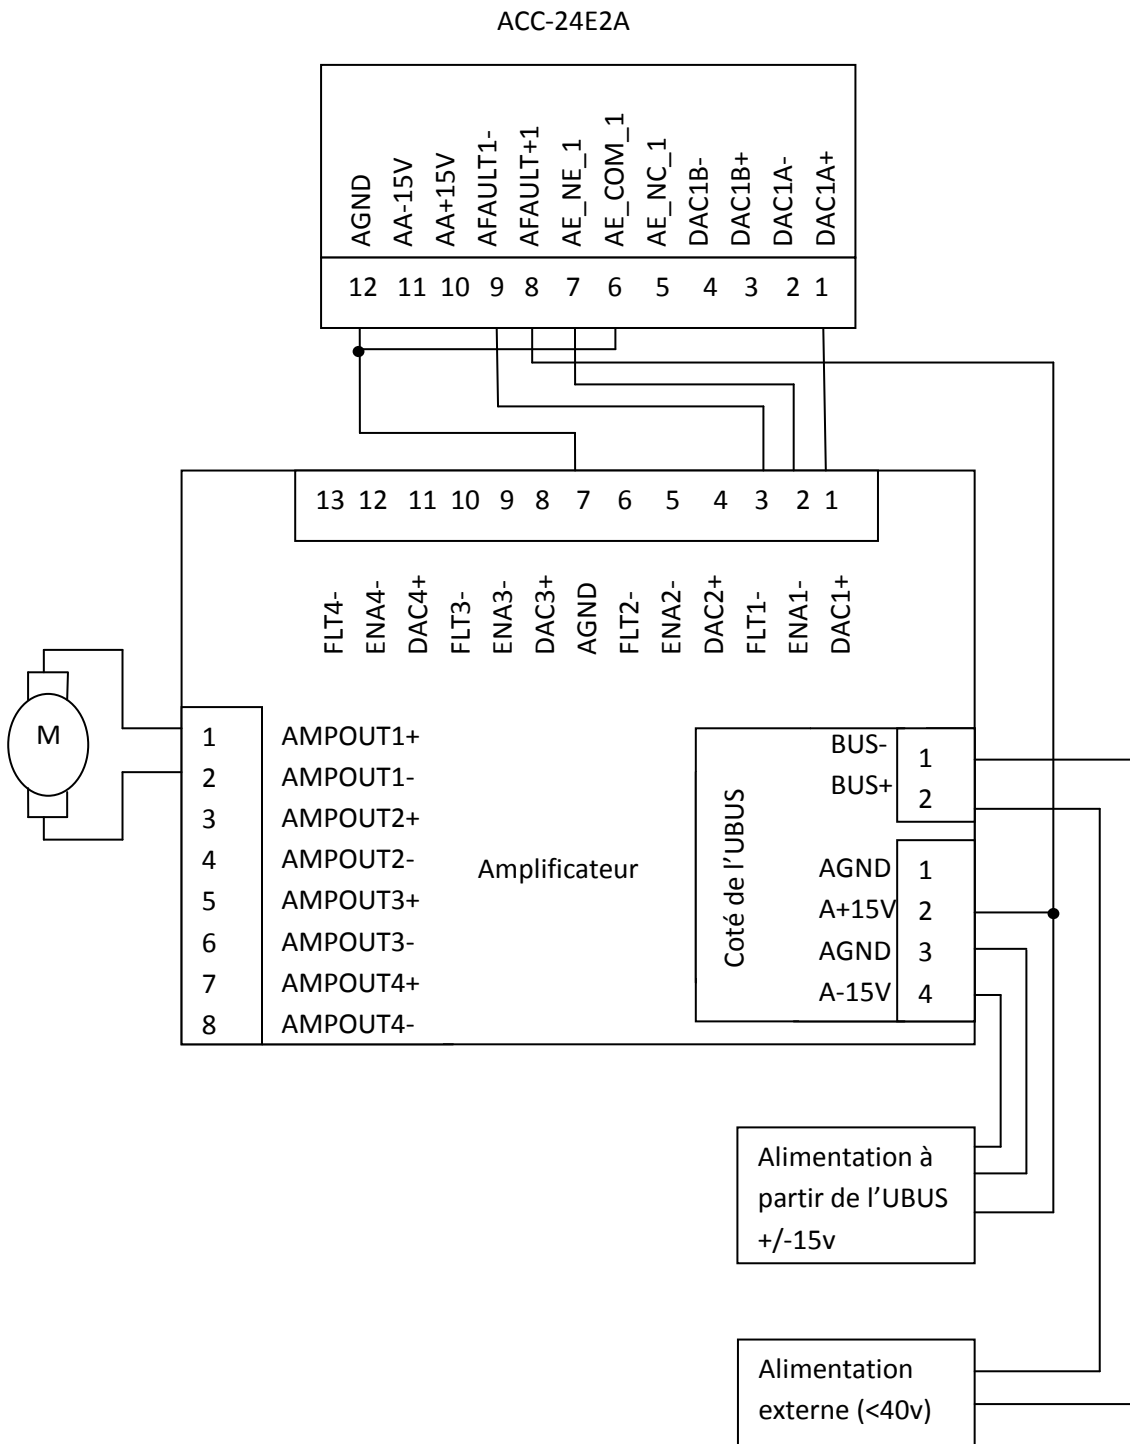 ACC-24E2A
AGND
AA-15V
AA+15V
AFAULT1-
AFAULT+1
AE_NE_1
AE_COM_1
AE_NC_1
DAC1B-
DAC1B+
DAC1A-
DAC1A+
12 11 10 9 8 7 6 5 4 3 2 1
13 12 11 10 9 8 7 6 5 4 3 2 1
FLT4-
ENA4-
DAC4+
FLT3-
ENA3-
DAC3+
AGND
FLT2-
ENA2-
DAC2+
FLT1-
ENA1-
DAC1+
M
1 AMPOUT1+
2 AMPOUT1-
3 AMPOUT2+
4 AMPOUT2-
5 AMPOUT3+
6 AMPOUT3-
7 AMPOUT4+
8 AMPOUT4-
Amplificateur
Coté de l’UBUS
BUS- 1
BUS+ 2
AGND 1
A+15V 2
AGND 3
A-15V 4
Alimentation à
partir de l’UBUS
+/-15v
Alimentation
externe (<40v)